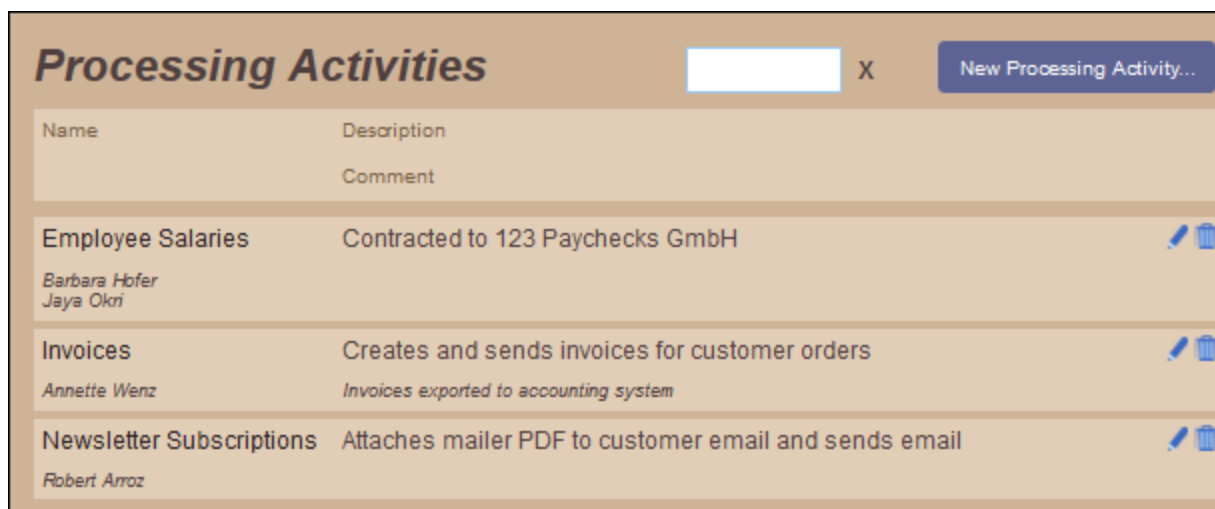 Processing Activities X New Processing Activity...
Name Description
Comment
Employee Salaries Contracted to 123 Paychecks GmbH
Barbara Hofer
Jaya Okri
Invoices Creates and sends invoices for customer orders
Annette Wenz Invoices exported to accounting system
Newsletter Subscriptions Attaches mailer PDF to customer email and sends email
Robert Arroz